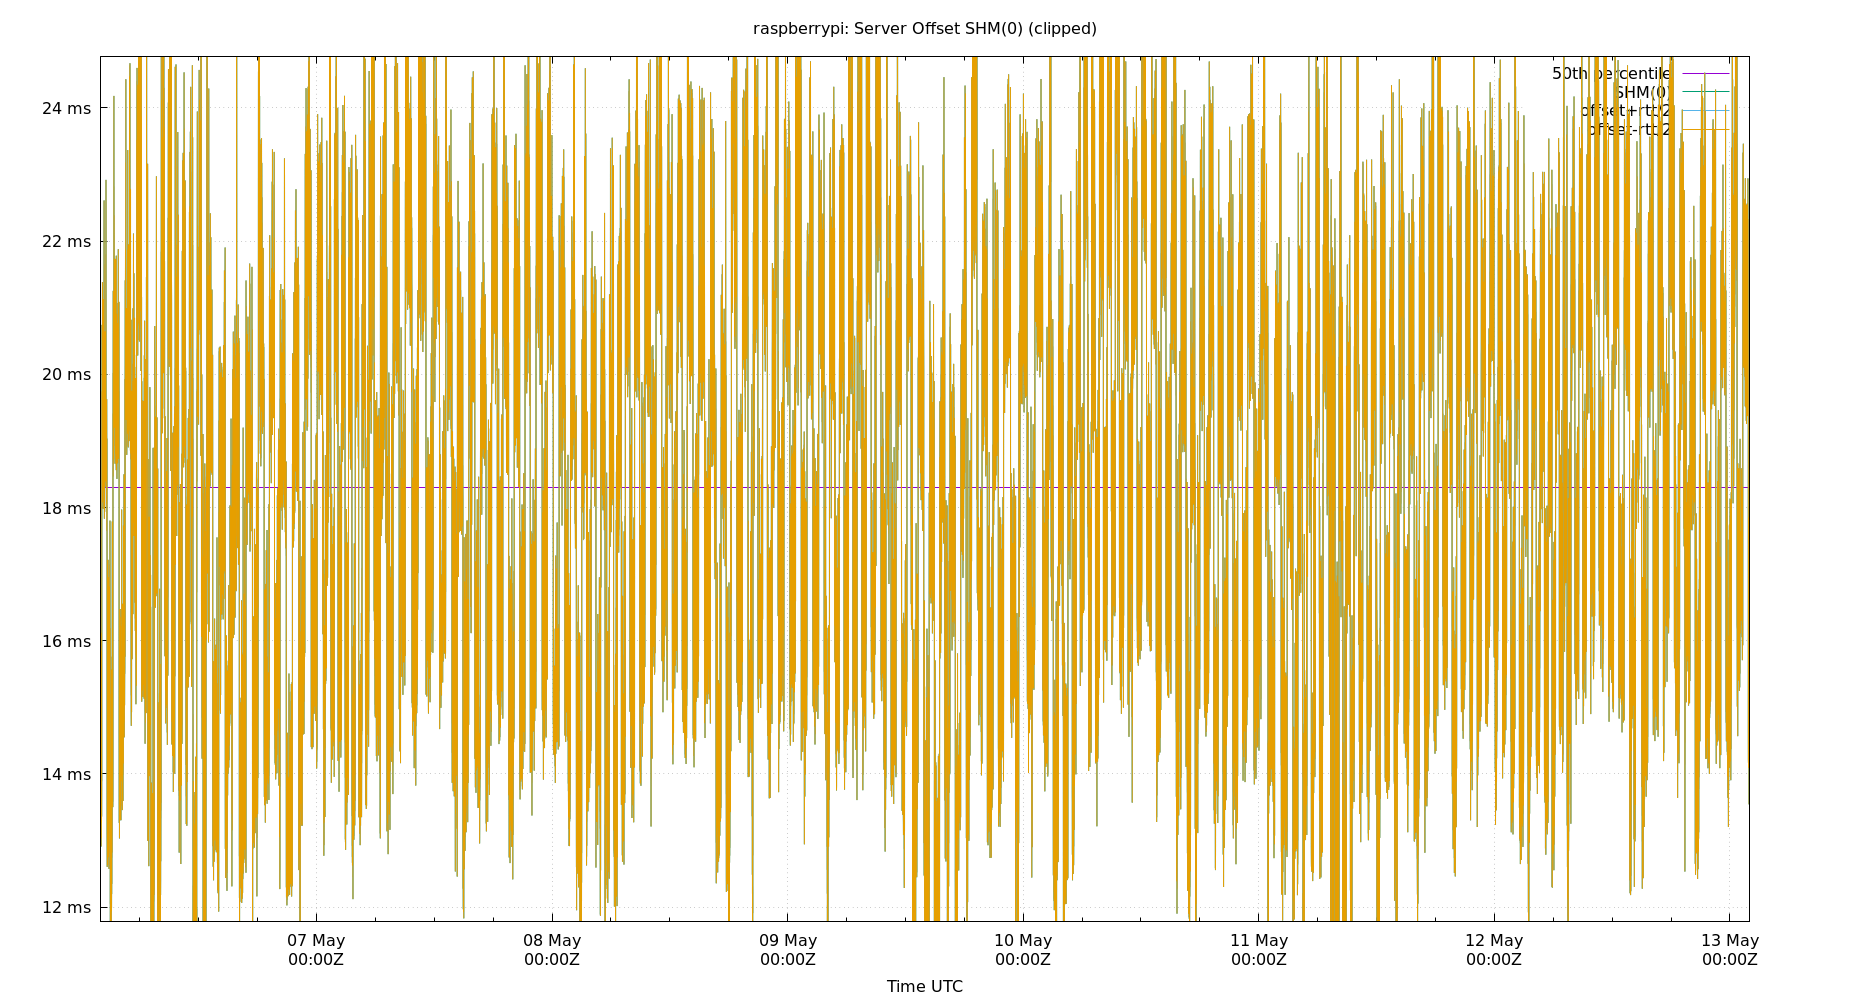 raspberrypi: Server Offset SHM(0) (clipped)
50th percentile
SHM(0)
offset+rtt/2
offset-rtt/2
24 ms
22 ms
20 ms
18 ms
16 ms
14 ms
12 ms
07 May 08 May 09 May 10 May 11 May 12 May 13 May
00:00Z 00:00Z 00:00Z 00:00Z 00:00Z 00:00Z 00:00Z
Time UTC